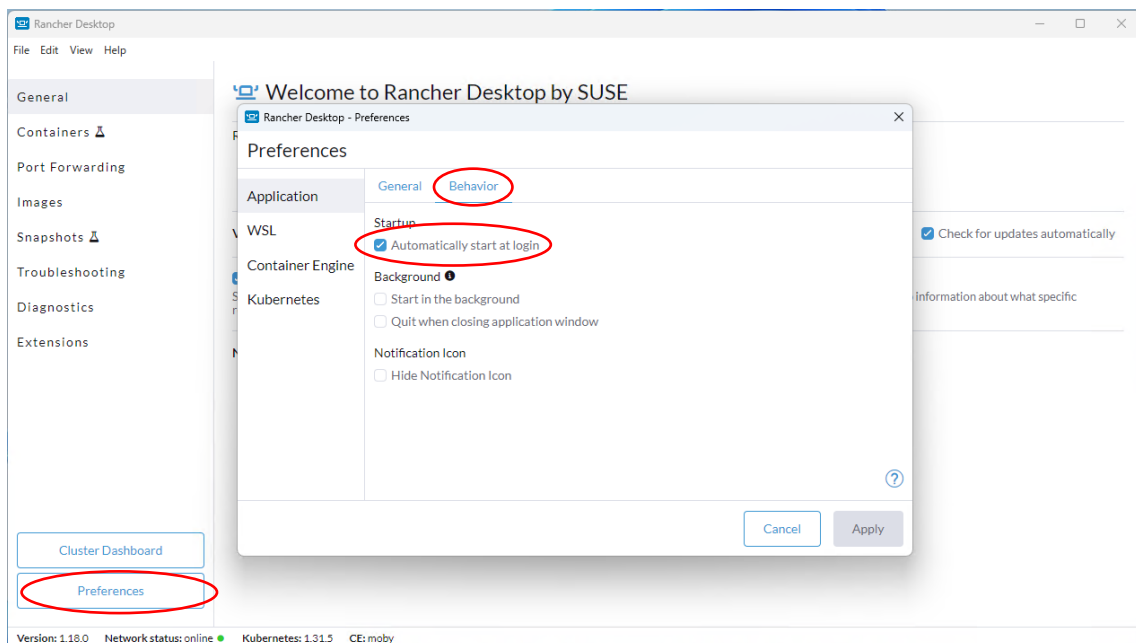 Rancher Desktop
File Edit View Help
General
Containers
Port Forwarding
Images
Snapshots
Troubleshooting
Diagnostics
Extensions
Cluster Dashboard
Preferences
Welcome to Rancher Desktop by SUSE
Check for updates automatically
information about what specific
Rancher Desktop - Preferences
Preferences
Application
WSL
Container Engine
Kubernetes
General Behavior
Startup
Automatically start at login
Background
Start in the background
Quit when closing application window
Notification Icon
Hide Notification Icon
Cancel Apply
Version: 1.18.0 Network status: online Kubernetes: 1.31.5 CE: moby